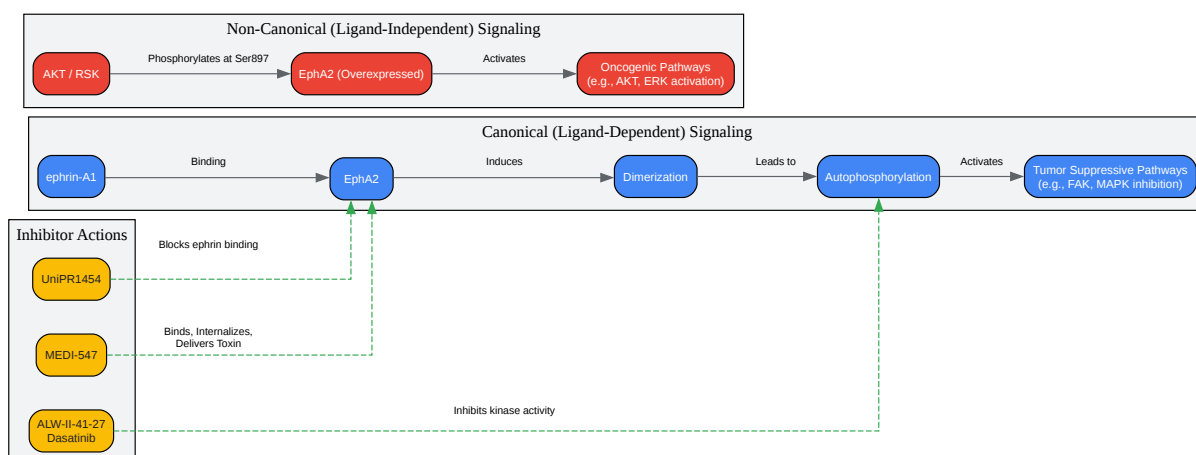 Non-Canonical (Ligand-Independent) Signaling
AKT / RSK
Phosphorylates at Ser897
EphA2 (Overexpressed)
Activates
Oncogenic Pathways
(e.g., AKT, ERK activation)
Canonical (Ligand-Dependent) Signaling
ephrin-A1
Binding
EphA2
Induces
Dimerization
Leads to
Autophosphorylation
Activates
Tumor Suppressive Pathways
(e.g., FAK, MAPK inhibition)
Inhibitor Actions
UniPR1454
Blocks ephrin binding
MEDI-547
Binds, Internalizes,
Delivers Toxin
ALW-II-41-27
Dasatinib
Inhibits kinase activity